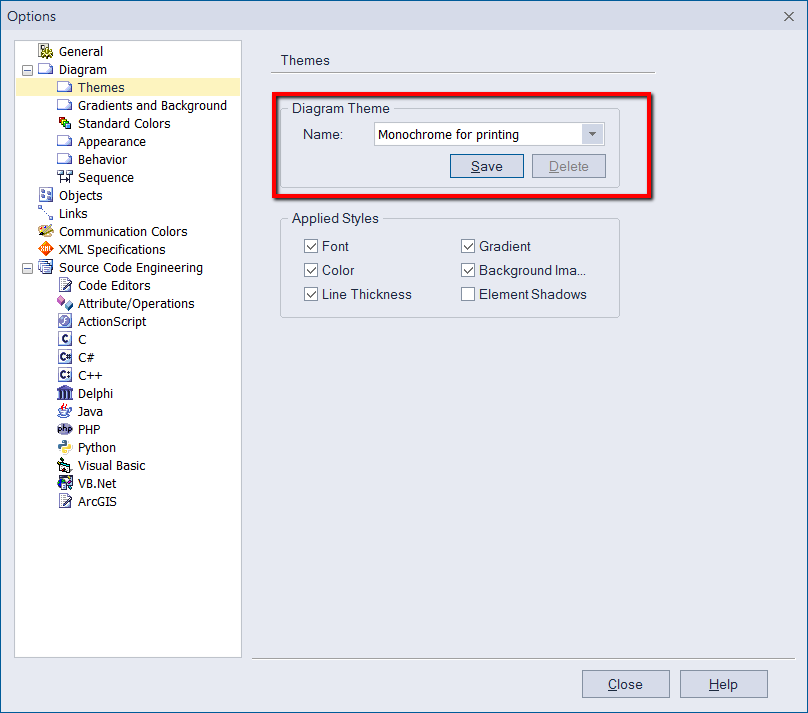 Options
General
Diagram
Themes
Gradients and Background
Standard Colors
Appearance
Behavior
Sequence
Objects
Links
Communication Colors
XML Specifications
Source Code Engineering
Code Editors
Attribute/Operations
ActionScript
C
C#
C++
Delphi
Java
PHP
Python
Visual Basic
VB.Net
ArcGIS
Themes
Diagram Theme
Name: Monochrome for printing
Save Delete
Applied Styles
Font Gradient
Color Background Ima...
Line Thickness Element Shadows
Close Help